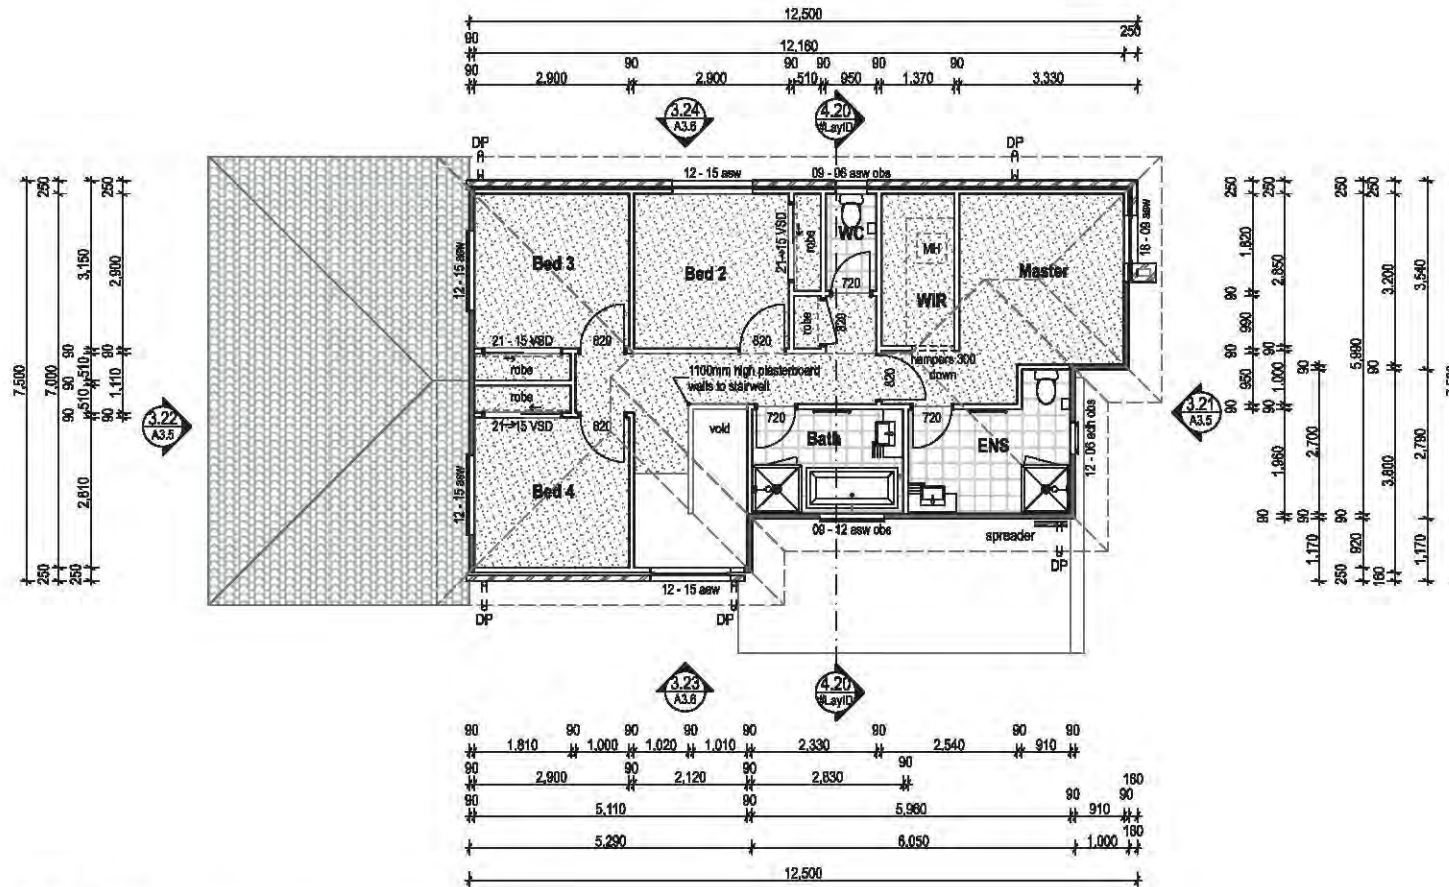 12,500
90 12,160 250
90 2,900 90 2,900 90 510 90 950 90 1,370 90 3,330
3.24
A3.6
4.20
#LayID
DP
DP
12 - 15 asw
09 - 06 asw obs
18 - 09 asw
12 - 15 asw
Bed 3
Bed 2
21 - 15 VSD
robe
WC
MH
Master
720
WIR
robe
820
21 - 15 VSD
820
820
robe
1100mm high plasterboard
walls to stairwell
hampers 300
down
820
robe
21 - 15 VSD
820
void
720
Bath
720
ENS
12 - 06 adh obs
12 - 15 asw
Bed 4
09 - 12 asw obs
spreader
DP
12 - 15 asw
DP
DP
3.22
A3.5
3.21
A3.5
7,500
250 7,000 250
250 3,150 90 510 90 510 90 2,810 250
250 2,900 90 1,110 90
250 1,820 90 990 90 950 90
250 2,850 90 1,000 90 1,960 90
90 2,700 90 1,170
250 5,990 90 920 250
250 3,200 90 3,800 160
3,540 2,790 1,170
3.23
A3.6
4.20
#LayID
90 1,810 90 1,000 90 1,020 90 1,010 90 2,330 90 2,540 90 910 90
90 2,900 90 2,120 90 2,830 90
90 5,110 90 5,960 90 910 90 160
5,290 6,050 1,000 160
12,500